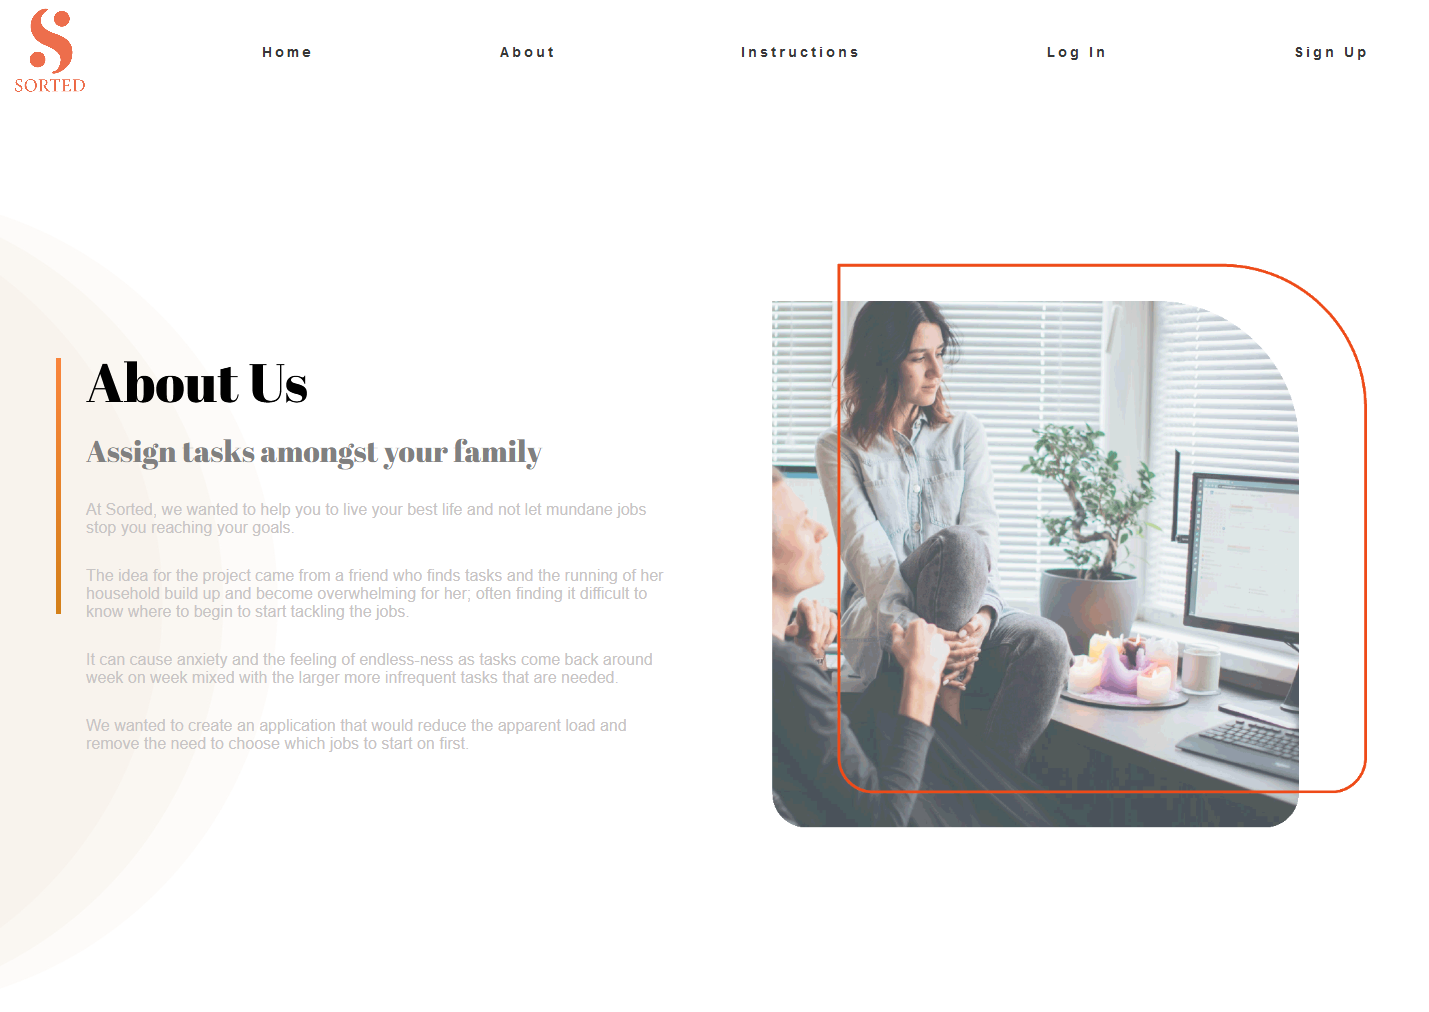 SORTED
Home About Instructions Log In Sign Up
About Us
Assign tasks amongst your family
At Sorted, we wanted to help you to live your best life and not let mundane jobs
stop you reaching your goals.
The idea for the project came from a friend who finds tasks and the running of her
household build up and become overwhelming for her; often finding it difficult to
know where to begin to start tackling the jobs.
It can cause anxiety and the feeling of endless-ness as tasks come back around
week on week mixed with the larger more infrequent tasks that are needed.
We wanted to create an application that would reduce the apparent load and
remove the need to choose which jobs to start on first.